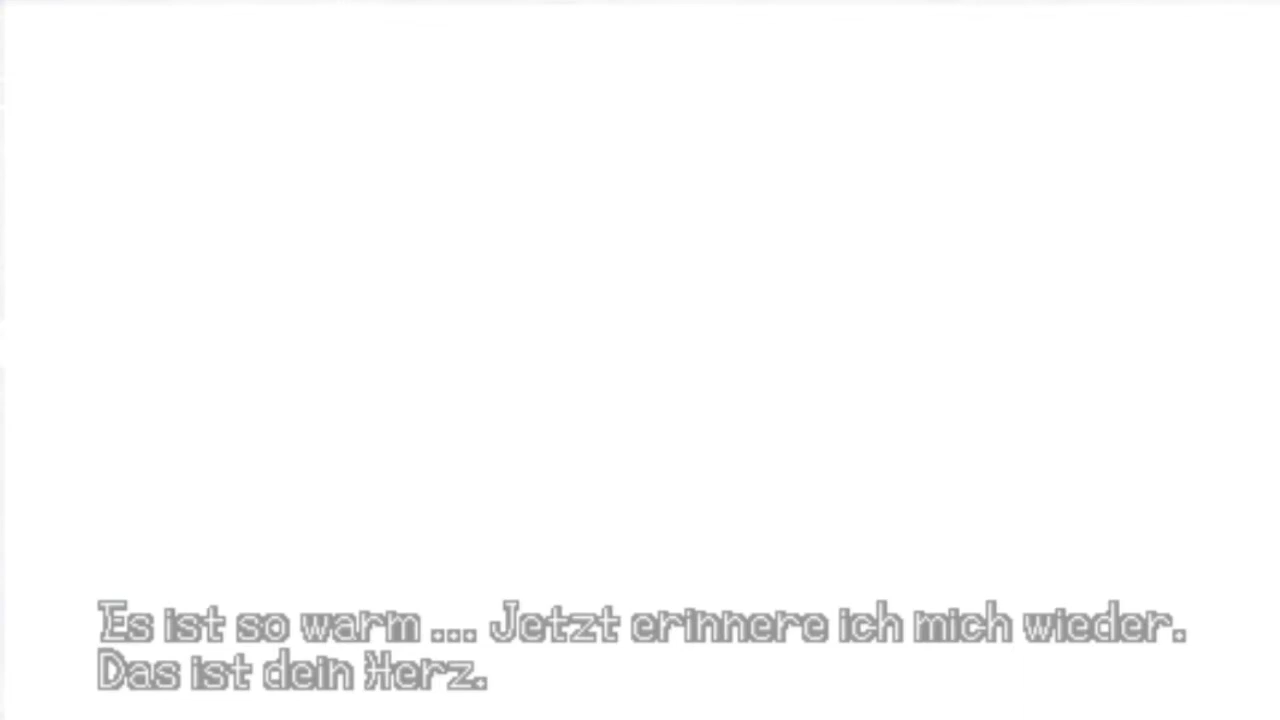 Es ist so warm ... Jetzt erinnere ich mich wieder.
Das ist dein Herz.